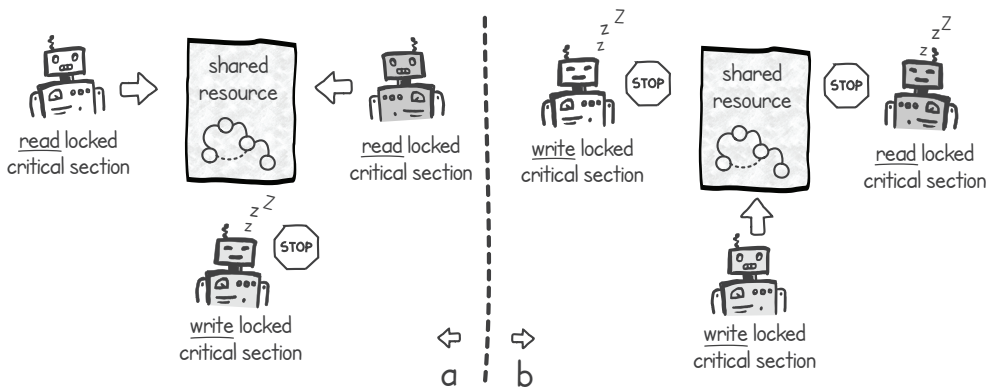 shared
resource
read locked
critical section
read locked
critical section
z z Z
STOP
write locked
critical section
a
z z Z
STOP
write locked
critical section
shared
resource
STOP
z z Z
read locked
critical section
write locked
critical section
b